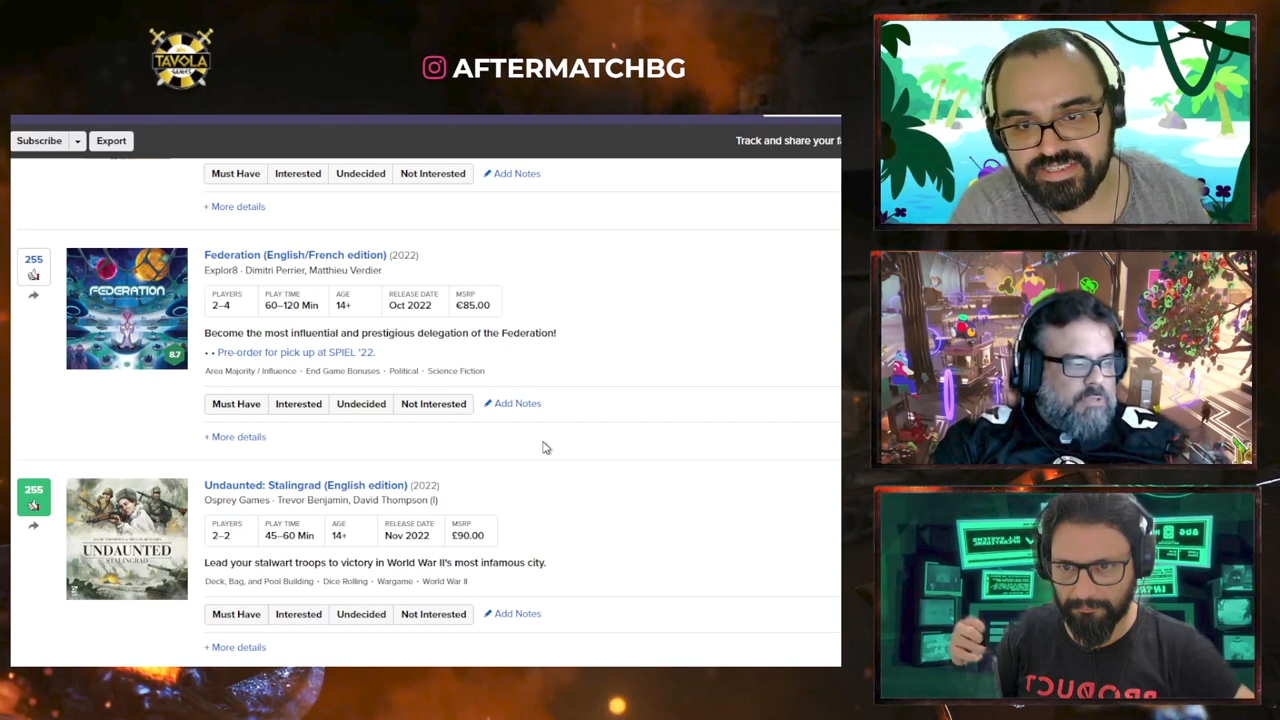 TAVOLA
GAMES
AFTERMATCHBG
Subscribe
Export
Track and share your f
Must Have
Interested
Undecided
Not Interested
Add Notes
+ More details
255
FEDERATION
8.7
Federation (English/French edition) (2022)
Explor8 · Dimitri Perrier, Matthieu Verdier
PLAYERS PLAY TIME AGE RELEASE DATE MSRP
2–4 60–120 Min 14+ Oct 2022 €85.00
Become the most influential and prestigious delegation of the Federation!
• • Pre-order for pick up at SPIEL '22.
Area Majority / Influence · End Game Bonuses · Political · Science Fiction
Must Have
Interested
Undecided
Not Interested
Add Notes
+ More details
255
UNDAUNTED
STALINGRAD
Undaunted: Stalingrad (English edition) (2022)
Osprey Games · Trevor Benjamin, David Thompson (I)
PLAYERS PLAY TIME AGE RELEASE DATE MSRP
2–2 45–60 Min 14+ Nov 2022 £90.00
Lead your stalwart troops to victory in World War II's most infamous city.
Deck, Bag, and Pool Building · Dice Rolling · Wargame · World War II
Must Have
Interested
Undecided
Not Interested
Add Notes
+ More details
PRODUCT